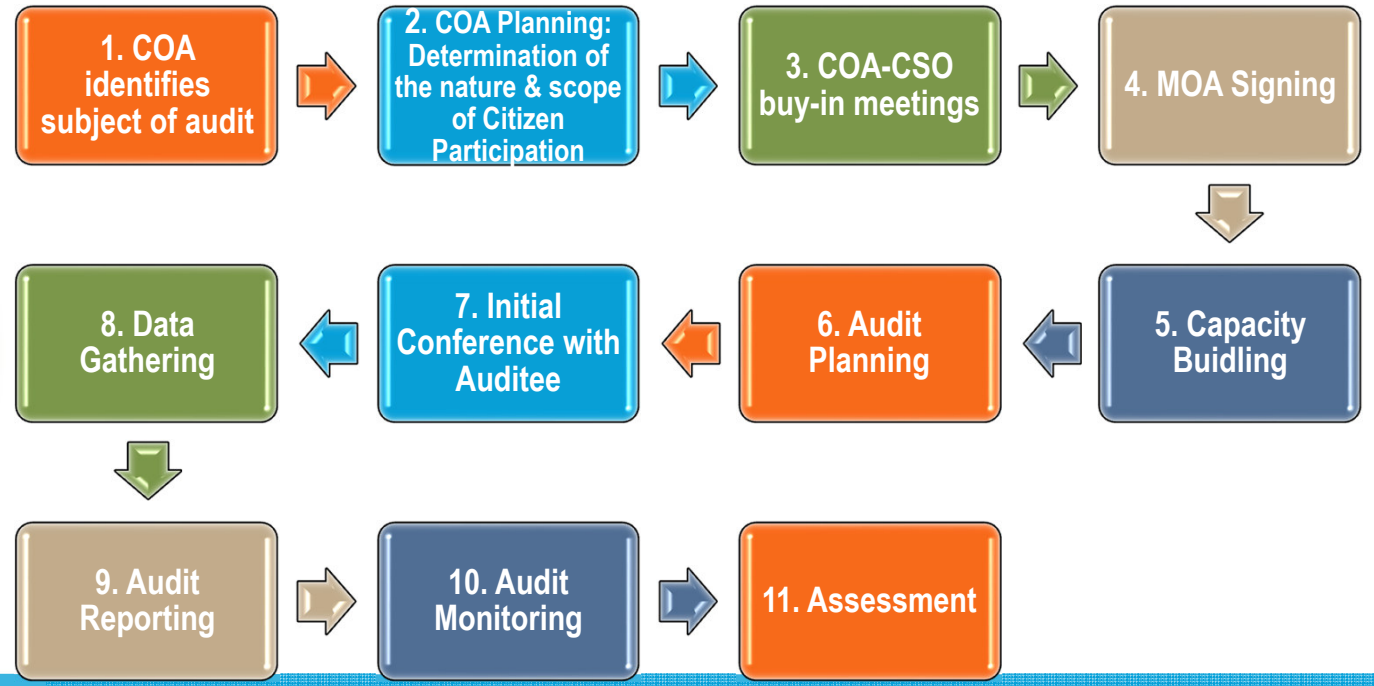 1. COA
identifies
subject of audit
2. COA Planning:
Determination of
the nature & scope
of Citizen
Participation
3. COA-CSO
buy-in meetings
4. MOA Signing
5. Capacity
Buidling
6. Audit
Planning
7. Initial
Conference with
Auditee
8. Data
Gathering
9. Audit
Reporting
10. Audit
Monitoring
11. Assessment